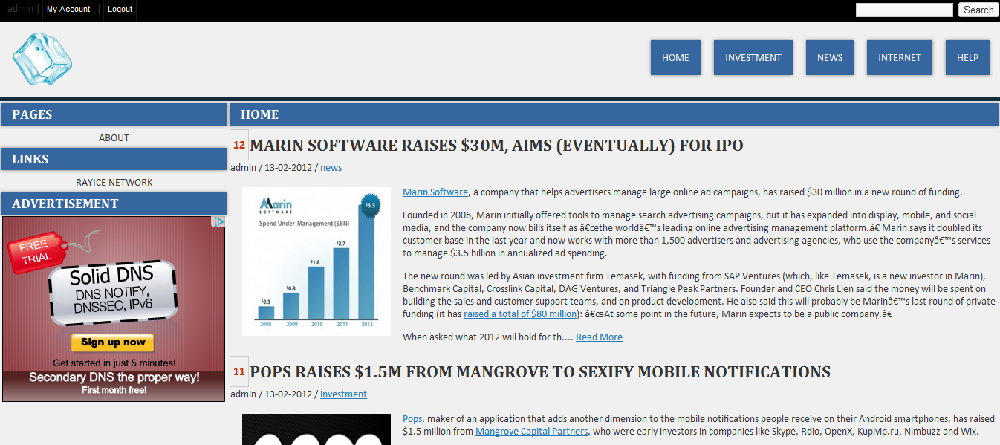 admin | My Account | Logout
Search
HOME
INVESTMENT
NEWS
INTERNET
HELP
PAGES
ABOUT
LINKS
RAYICE NETWORK
ADVERTISEMENT
FREE
TRIAL
Solid DNS
DNS NOTIFY,
DNSSEC, IPv6
Sign up now
Get started in just 5 minutes!
Secondary DNS the proper way!
First month free!
HOME
12 MARIN SOFTWARE RAISES $30M, AIMS (EVENTUALLY) FOR IPO
admin / 13-02-2012 / news
Marin
SOFTWARE
Spend Under Management ($BN)
$3.5
$2.7
$1.8
$0.8
$0.3
2008 2009 2010 2011 2012
Marin Software, a company that helps advertisers manage large online ad campaigns, has raised $30 million in a new round of funding.
Founded in 2006, Marin initially offered tools to manage search advertising campaigns, but it has expanded into display, mobile, and social
media, and the company now bills itself as â€œthe worldâ€™s leading online advertising management platform.â€ Marin says it doubled its
customer base in the last year and now works with more than 1,500 advertisers and advertising agencies, who use the companyâ€™s services
to manage $3.5 billion in annualized ad spending.
The new round was led by Asian investment firm Temasek, with funding from SAP Ventures (which, like Temasek, is a new investor in Marin),
Benchmark Capital, Crosslink Capital, DAG Ventures, and Triangle Peak Partners. Founder and CEO Chris Lien said the money will be spent on
building the sales and customer support teams, and on product development. He also said this will probably be Marinâ€™s last round of private
funding (it has raised a total of $80 million): â€œAt some point in the future, Marin expects to be a public company.â€
When asked what 2012 will hold for th.... Read More
11 POPS RAISES $1.5M FROM MANGROVE TO SEXIFY MOBILE NOTIFICATIONS
admin / 13-02-2012 / investment
Pops, maker of an application that adds another dimension to the mobile notifications people receive on their Android smartphones, has raised
$1.5 million from Mangrove Capital Partners, who were early investors in companies like Skype, Rdio, OpenX, Kupivip.ru, Nimbuzz and Wix.